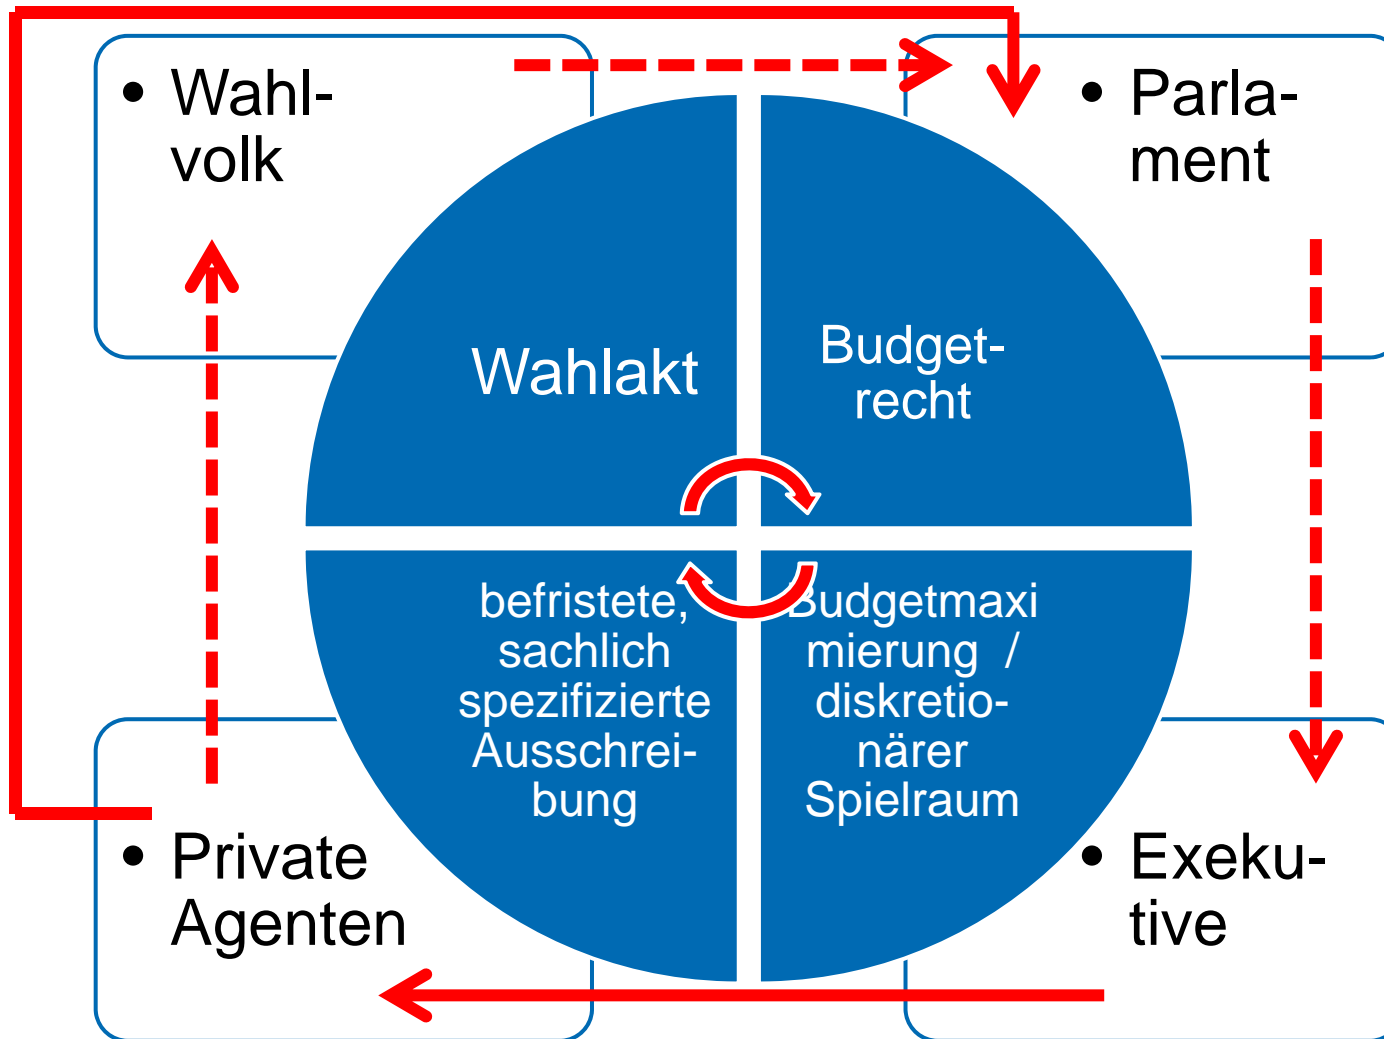 • Wahl-
volk
• Parla-
ment
Wahlakt
Budget-
recht
befristete,
sachlich
spezifizierte
Ausschrei-
bung
Budgetmaxi
mierung /
diskretio-
närer
Spielraum
• Private
Agenten
• Exeku-
tive